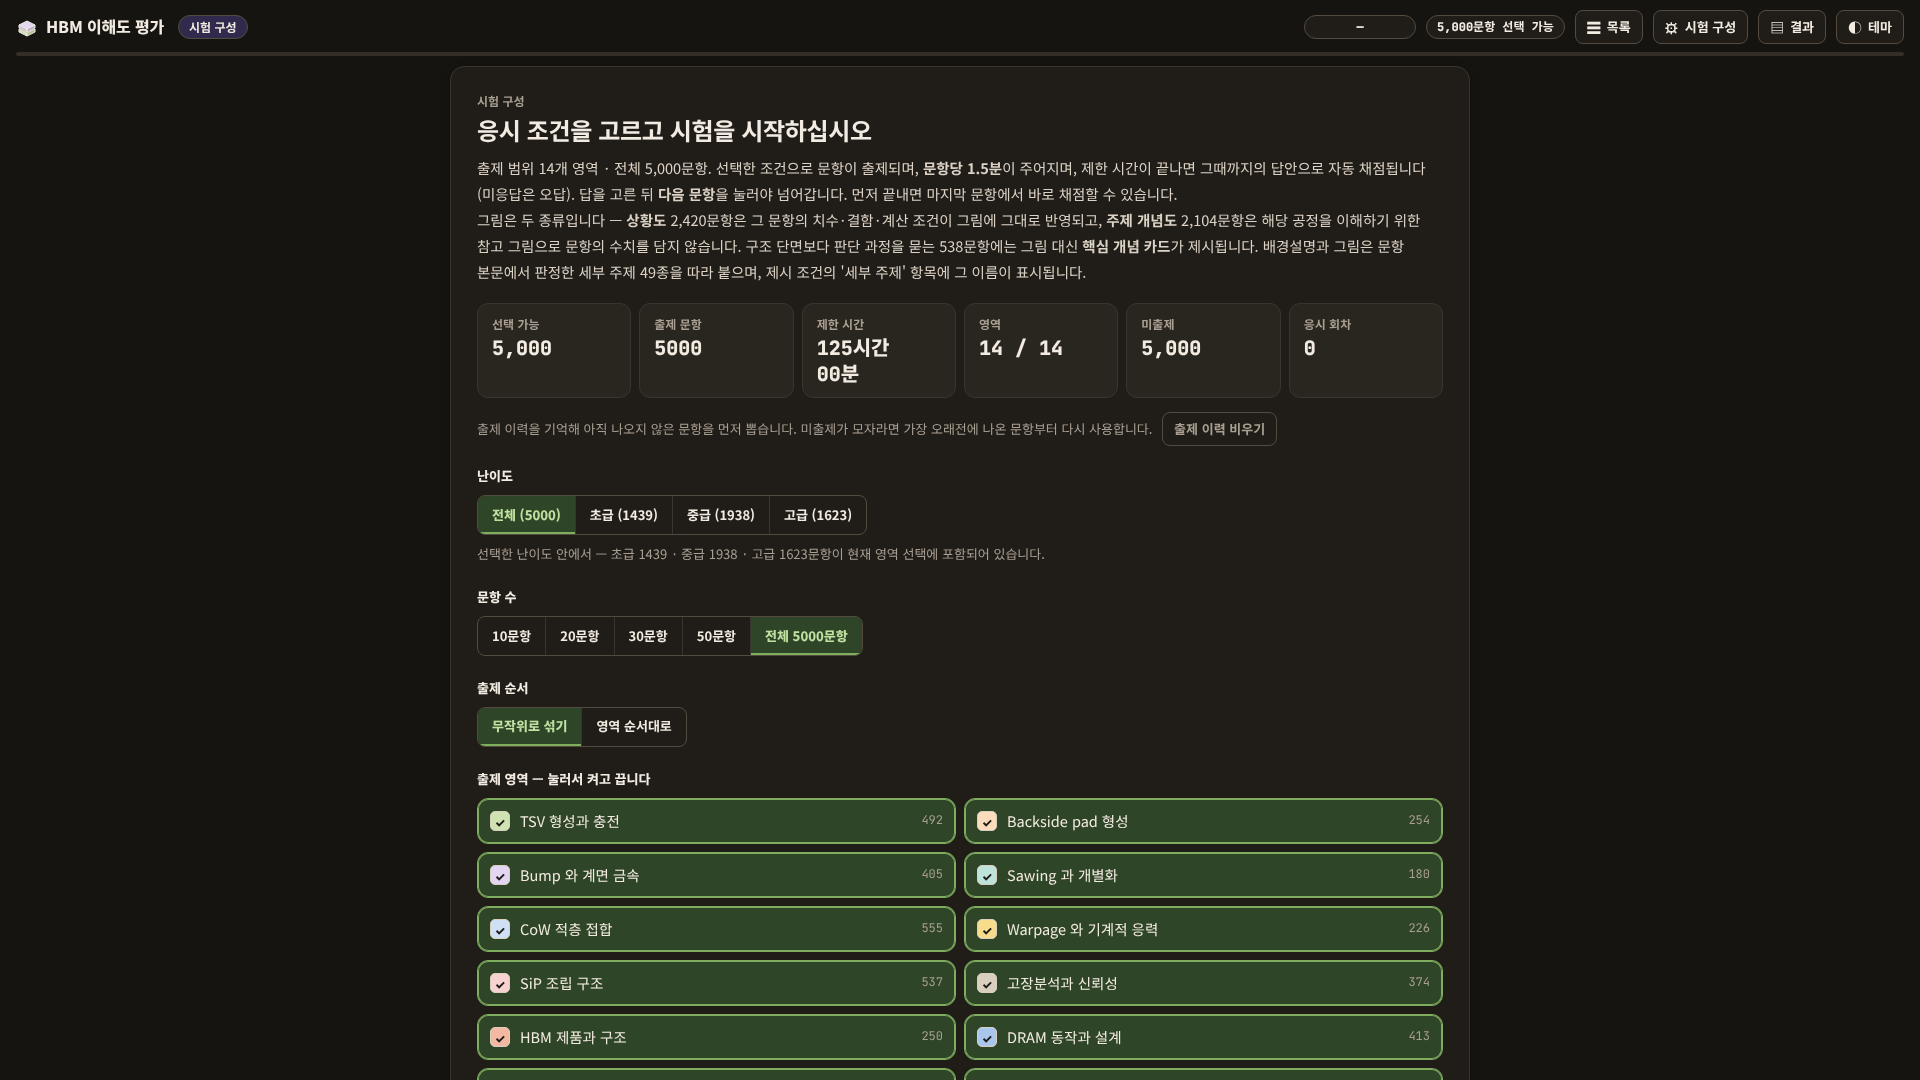 HBM 이해도 평가
시험 구성
–
5,000문항 선택 가능
목록
시험 구성
결과
테마
시험 구성
응시 조건을 고르고 시험을 시작하십시오
출제 범위 14개 영역 · 전체 5,000문항. 선택한 조건으로 문항이 출제되며, 문항당 1.5분이 주어지며, 제한 시간이 끝나면 그때까지의 답안으로 자동 채점됩니다
(미응답은 오답). 답을 고른 뒤 다음 문항을 눌러야 넘어갑니다. 먼저 끝내면 마지막 문항에서 바로 채점할 수 있습니다.
그림은 두 종류입니다 — 상황도 2,420문항은 그 문항의 치수·결함·계산 조건이 그림에 그대로 반영되고, 주제 개념도 2,104문항은 해당 공정을 이해하기 위한
참고 그림으로 문항의 수치를 담지 않습니다. 구조 단면보다 판단 과정을 묻는 538문항에는 그림 대신 핵심 개념 카드가 제시됩니다. 배경설명과 그림은 문항
본문에서 판정한 세부 주제 49종을 따라 붙으며, 제시 조건의 '세부 주제' 항목에 그 이름이 표시됩니다.
선택 가능
5,000
출제 문항
5000
제한 시간
125시간
00분
영역
14 / 14
미출제
5,000
응시 회차
0
출제 이력을 기억해 아직 나오지 않은 문항을 먼저 뽑습니다. 미출제가 모자라면 가장 오래전에 나온 문항부터 다시 사용합니다.
출제 이력 비우기
난이도
전체 (5000)
초급 (1439)
중급 (1938)
고급 (1623)
선택한 난이도 안에서 — 초급 1439 · 중급 1938 · 고급 1623문항이 현재 영역 선택에 포함되어 있습니다.
문항 수
10문항
20문항
30문항
50문항
전체 5000문항
출제 순서
무작위로 섞기
영역 순서대로
출제 영역 — 눌러서 켜고 끕니다
TSV 형성과 충전 492
Backside pad 형성 254
Bump 와 계면 금속 405
Sawing 과 개별화 180
CoW 적층 접합 555
Warpage 와 기계적 응력 226
SiP 조립 구조 537
고장분석과 신뢰성 374
HBM 제품과 구조 250
DRAM 동작과 설계 413